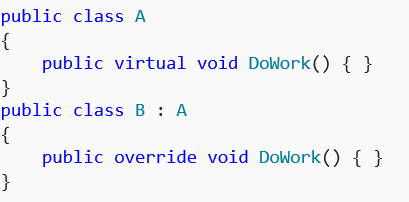 public class A
{
    public virtual void DoWork() { }
}
public class B : A
{
    public override void DoWork() { }
}